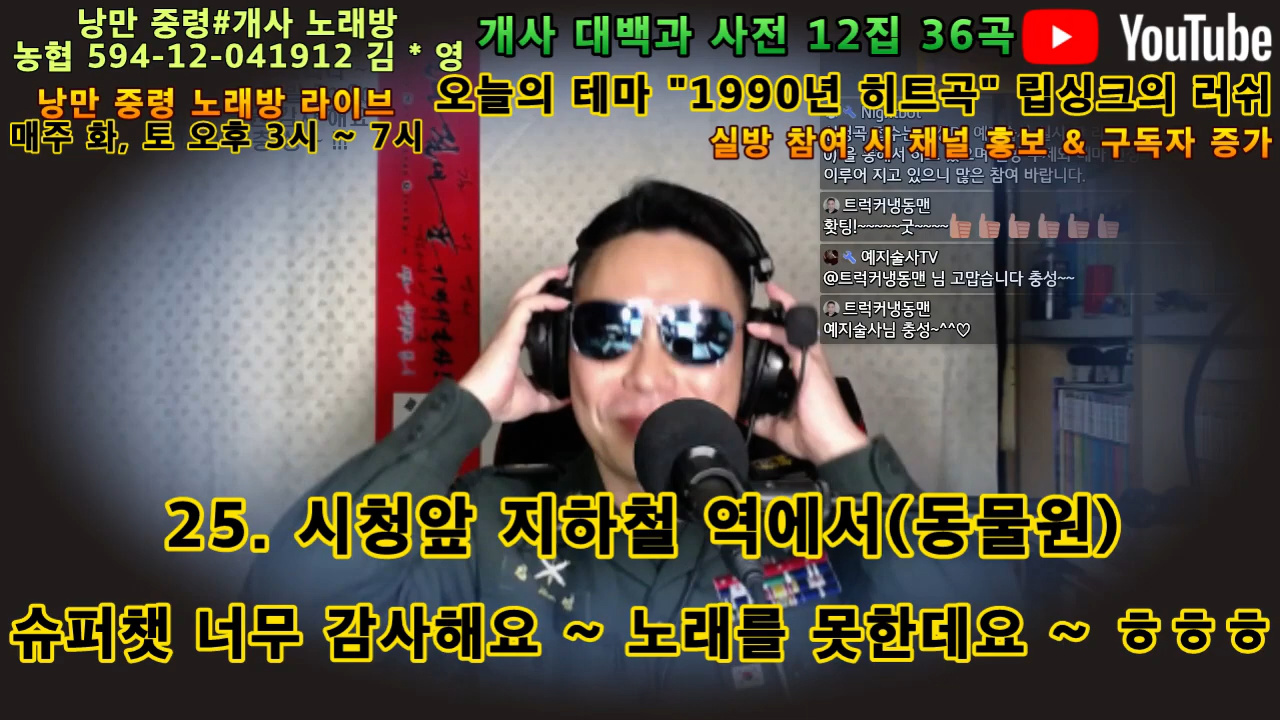 낭만 중령#개사 노래방
농협 594-12-041912 김 * 영
개사 대백과 사전 12집 36곡
YouTube
낭만 중령 노래방 라이브
오늘의 테마 "1990년 히트곡" 립싱크의 러쉬
매주 화, 토 오후 3시 ~ 7시
실방 참여 시 채널 홍보 & 구독자 증가
Nightbot
이루어 지고 있으니 많은 참여 바랍니다.
트럭커냉동맨
홧팅!~~~~~굿~~~~
예지술사TV
@트럭커냉동맨 님 고맙습니다 충성~~
트럭커냉동맨
예지술사님 충성~^^♡
25. 시청앞 지하철 역에서(동물원)
슈퍼챗 너무 감사해요 ~ 노래를 못한데요 ~ ㅎㅎㅎ